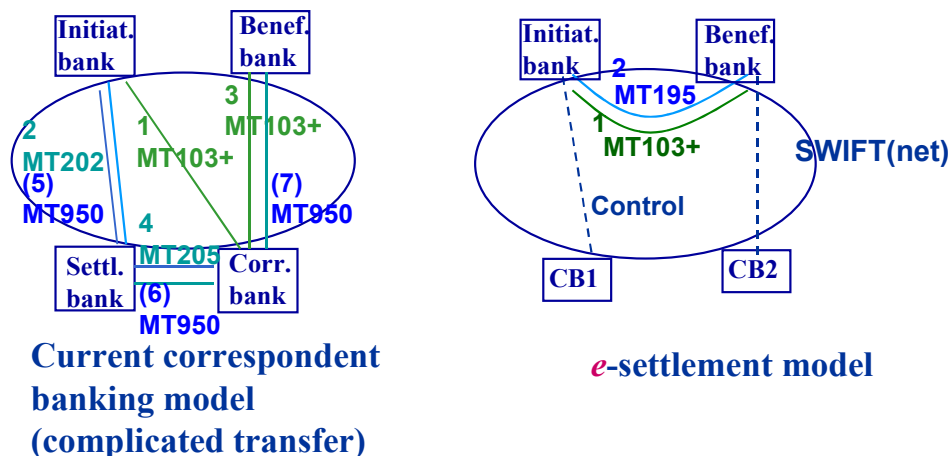 Initiat.
bank
Benef.
bank
2
MT202
(5)
MT950
1
MT103+
3
MT103+
(7)
MT950
4
MT205
Settl.
bank
(6)
MT950
Corr.
bank
Current correspondent
banking model
(complicated transfer)
Initiat.
bank
Benef.
bank
2
MT195
1
MT103+
SWIFT(net)
Control
CB1
CB2
e-settlement model